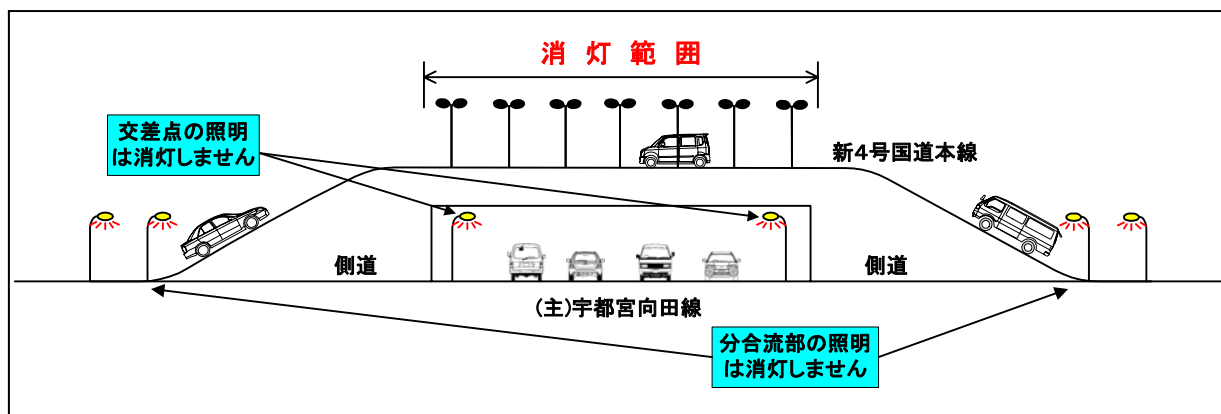 消灯範囲
交差点の照明
は消灯しません
新4号国道本線
側道
側道
(主)宇都宮向田線
分合流部の照明
は消灯しません